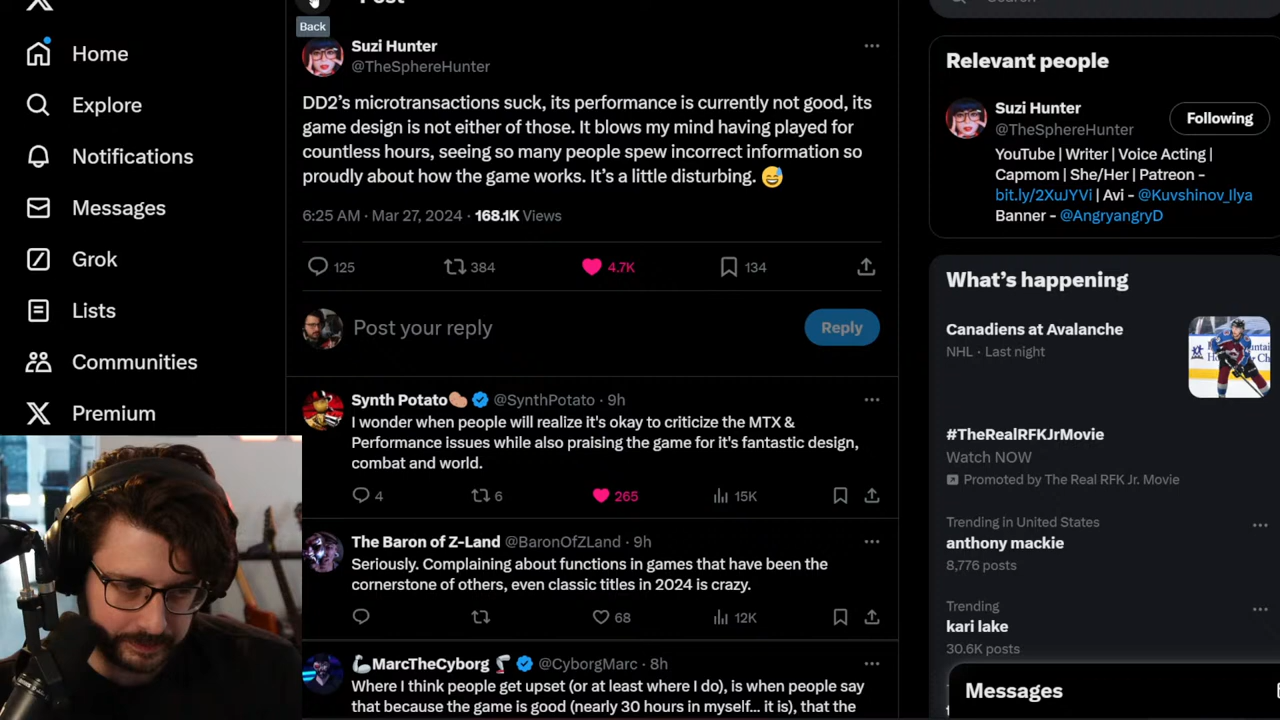 Back
Home
Explore
Notifications
Messages
Grok
Lists
Communities
Premium
Suzi Hunter
@TheSphereHunter
DD2's microtransactions suck, its performance is currently not good, its
game design is not either of those. It blows my mind having played for
countless hours, seeing so many people spew incorrect information so
proudly about how the game works. It's a little disturbing. 😅
6:25 AM · Mar 27, 2024 · 168.1K Views
125 384 4.7K 134
Post your reply
Reply
Synth Potato🥔 @SynthPotato · 9h
I wonder when people will realize it's okay to criticize the MTX &
Performance issues while also praising the game for it's fantastic design,
combat and world.
4 6 265 15K
The Baron of Z-Land @BaronOfZLand · 9h
Seriously. Complaining about functions in games that have been the
cornerstone of others, even classic titles in 2024 is crazy.
68 12K
🦾MarcTheCyborg🦿 @CyborgMarc · 8h
Where I think people get upset (or at least where I do), is when people say
that because the game is good (nearly 30 hours in myself... it is), that the
Relevant people
Suzi Hunter
@TheSphereHunter
Following
YouTube | Writer | Voice Acting |
Capmom | She/Her | Patreon -
bit.ly/2XuJYVi | Avi - @Kuvshinov_Ilya
Banner - @AngryangryD
What's happening
Canadiens at Avalanche
NHL · Last night
#TheRealRFKJrMovie
Watch NOW
Promoted by The Real RFK Jr. Movie
Trending in United States
anthony mackie
8,776 posts
Trending
kari lake
30.6K posts
Messages